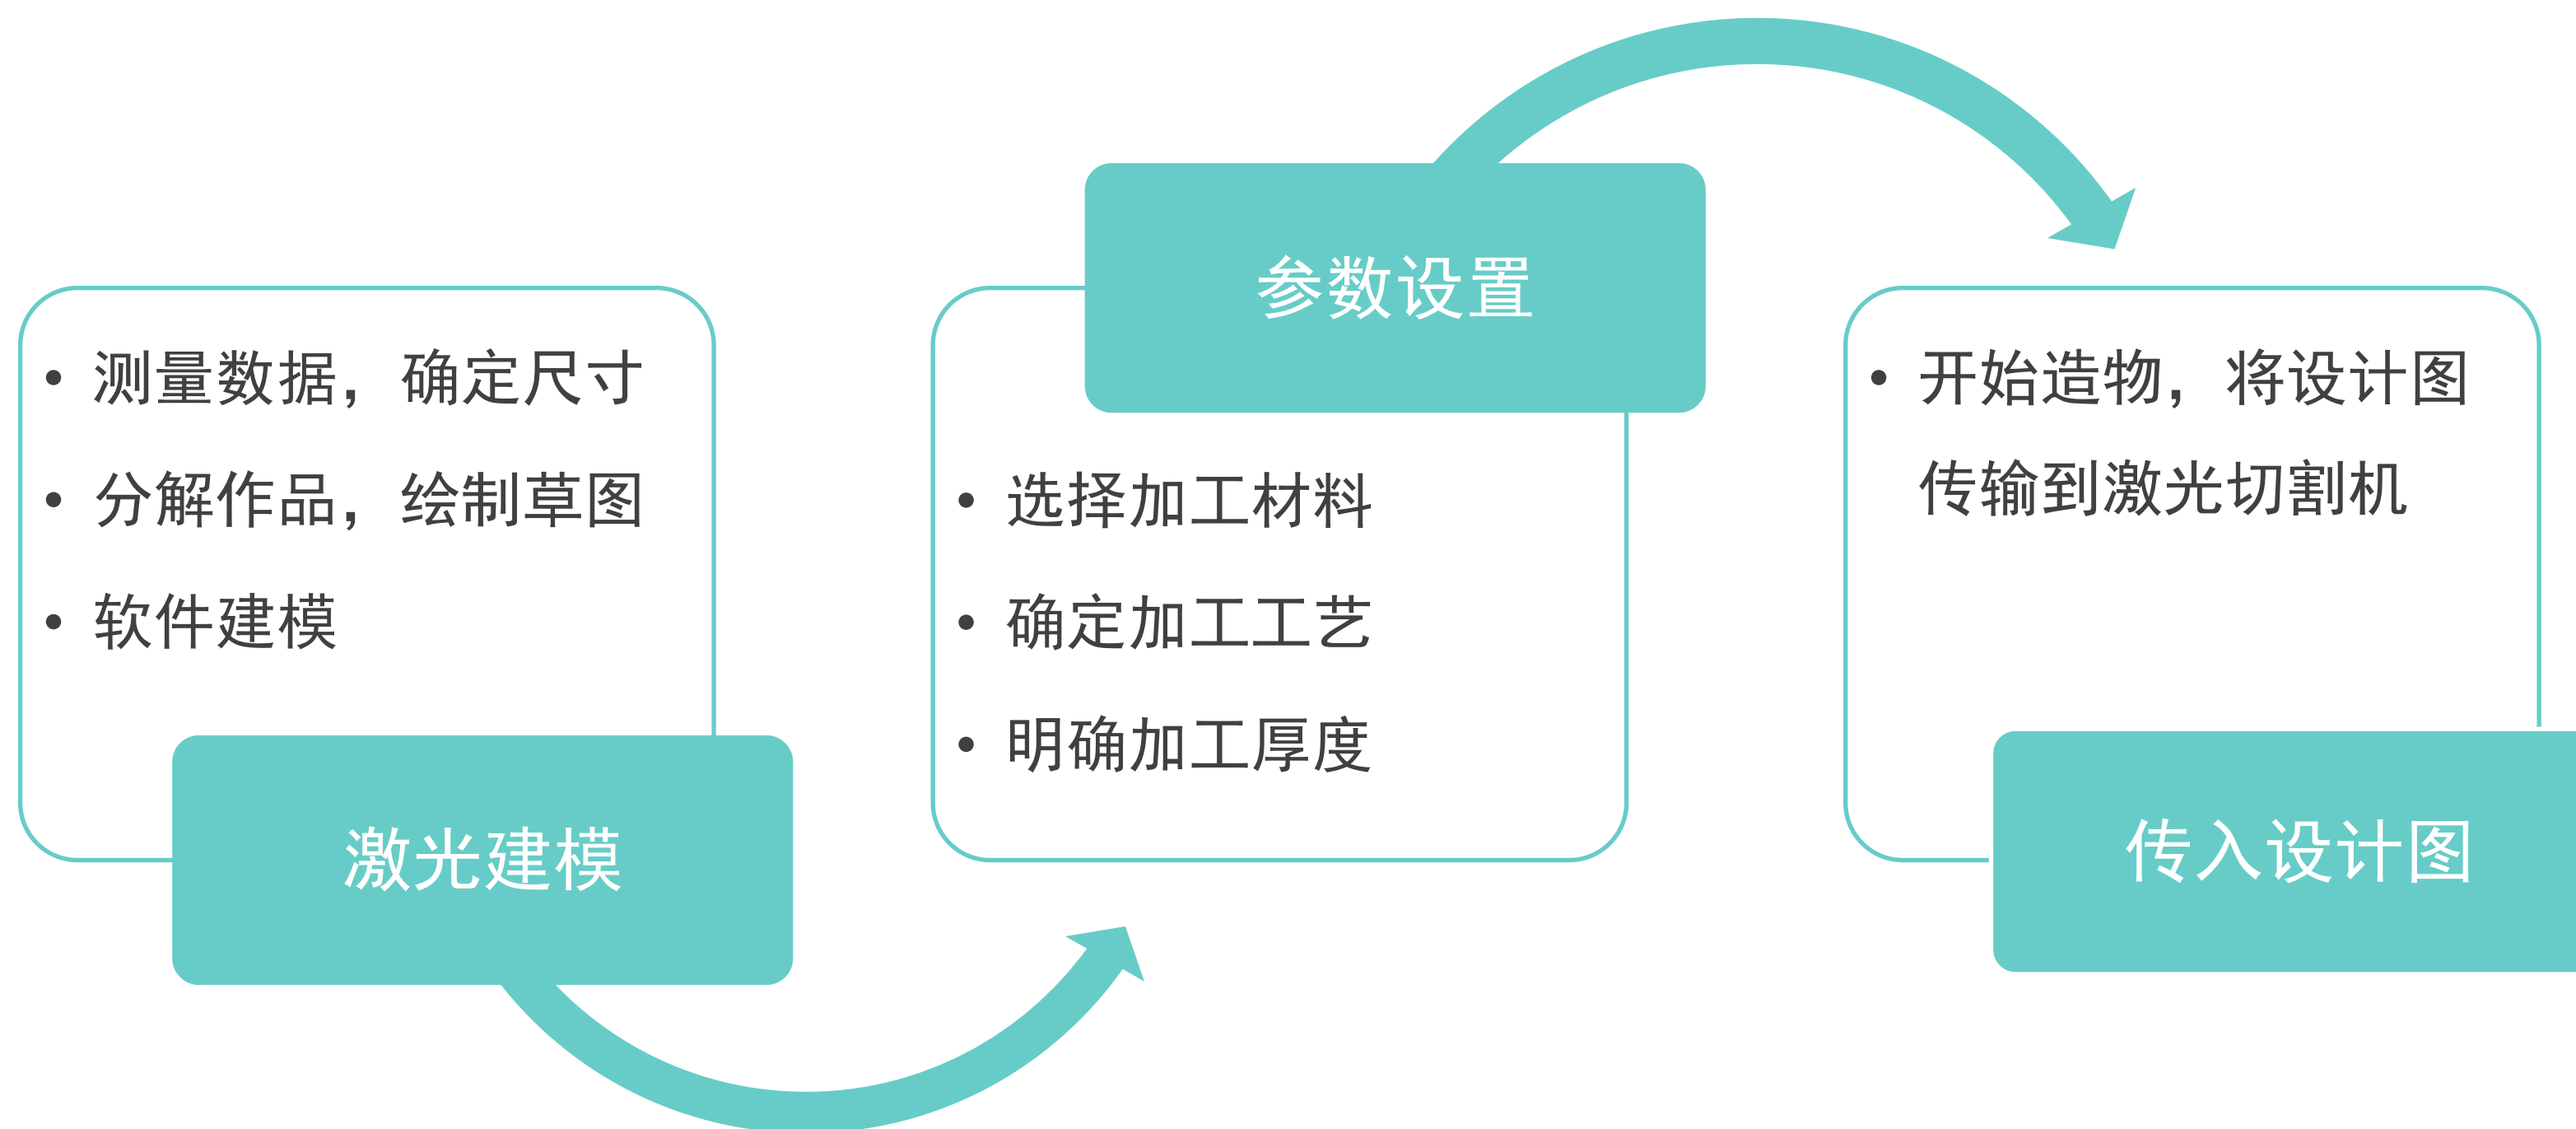 • 测量数据，确定尺寸
• 分解作品，绘制草图
• 软件建模
激光建模
参数设置
• 选择加工材料
• 确定加工工艺
• 明确加工厚度
• 开始造物，将设计图
传输到激光切割机
传入设计图